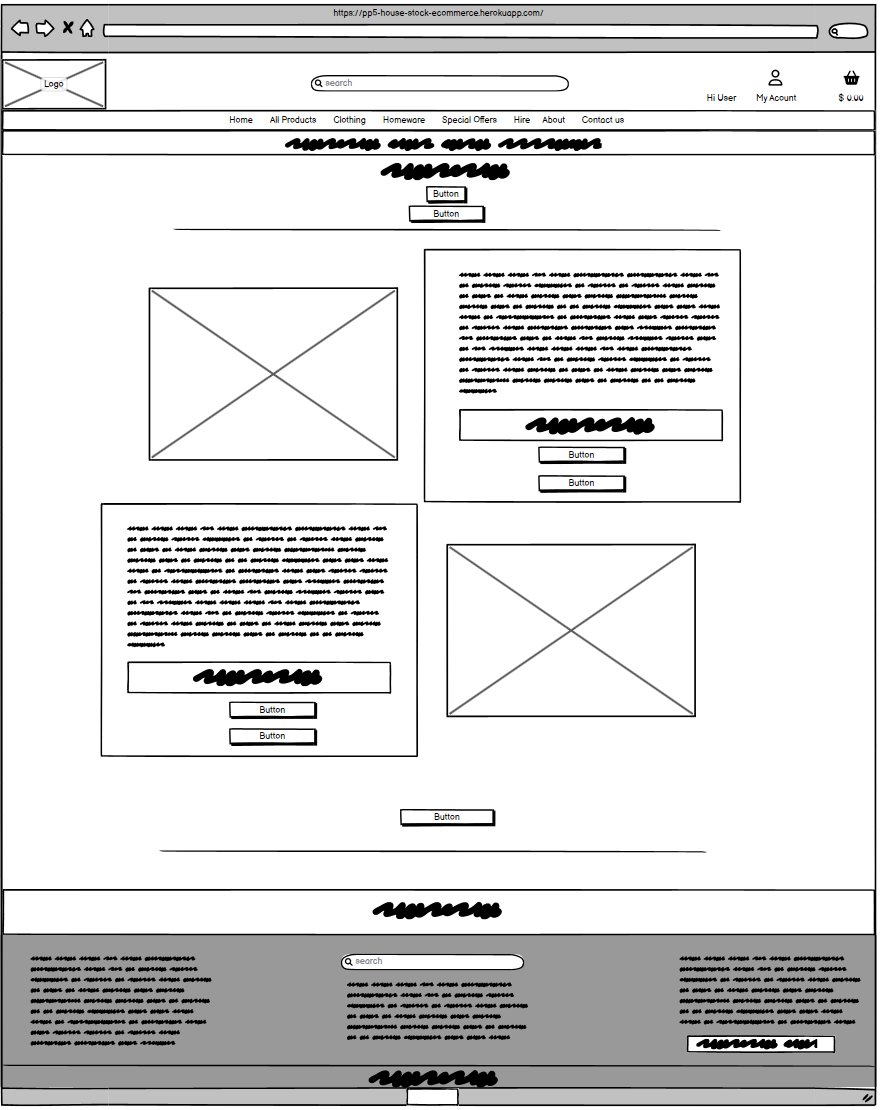 https://pp5-house-stock-ecommerce.herokuapp.com/
Logo
search
Hi User My Acount $ 0.00
Home All Products Clothing Homeware Special Offers Hire About Contact us
Button
Button
Button
Button
Button
Button
Button
search